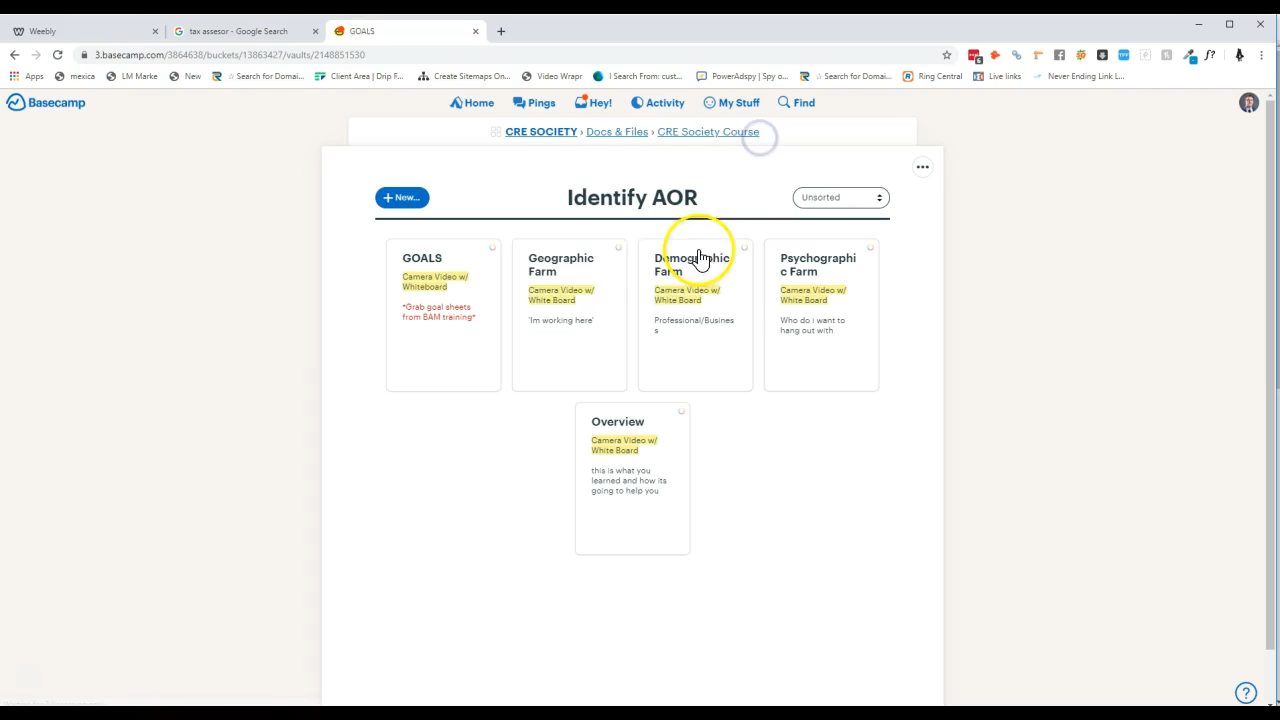 Weebly
tax assesor - Google Search
GOALS
3.basecamp.com/3864638/buckets/13863427/vaults/2148851530
Apps
mexica
LM Marke
New
☆ Search for Domai...
Client Area | Drip F...
Create Sitemaps On...
Video Wrapr
I Search From: cust...
PowerAdspy | Spy o...
☆ Search for Domai...
Ring Central
Live links
Never Ending Link L...
Basecamp
Home
Pings
Hey!
Activity
My Stuff
Find
CRE SOCIETY › Docs & Files › CRE Society Course
+ New...
Identify AOR
Unsorted
GOALS
Camera Video w/
Whiteboard
*Grab goal sheets
from BAM training*
Geographic
Farm
Camera Video w/
White Board
'Im working here'
Demographic
Farm
Camera Video w/
White Board
Professional/Busines
s
Psychographi
c Farm
Camera Video w/
White Board
Who do i want to
hang out with
Overview
Camera Video w/
White Board
this is what you
learned and how its
going to help you
?